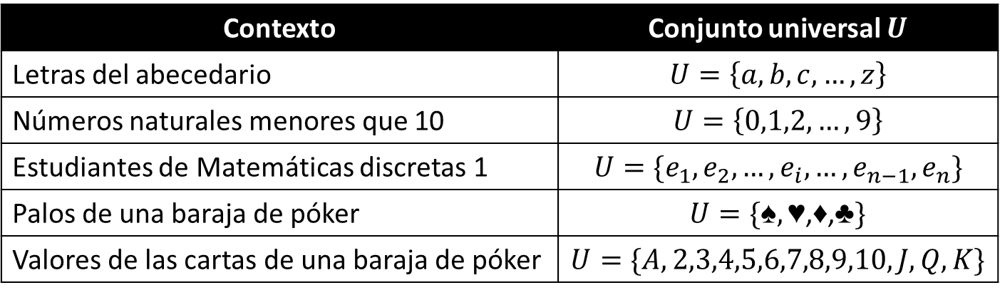 Contexto Conjunto universal U
Letras del abecedario U = {a, b, c, … , z}
Números naturales menores que 10 U = {0,1,2, … , 9}
Estudiantes de Matemáticas discretas 1 U = {e₁, e₂, … , eᵢ, … , eₙ₋₁, eₙ}
Palos de una baraja de póker U = {♠, ♥,♦,♣}
Valores de las cartas de una baraja de póker U = {A, 2,3,4,5,6,7,8,9,10, J, Q, K}